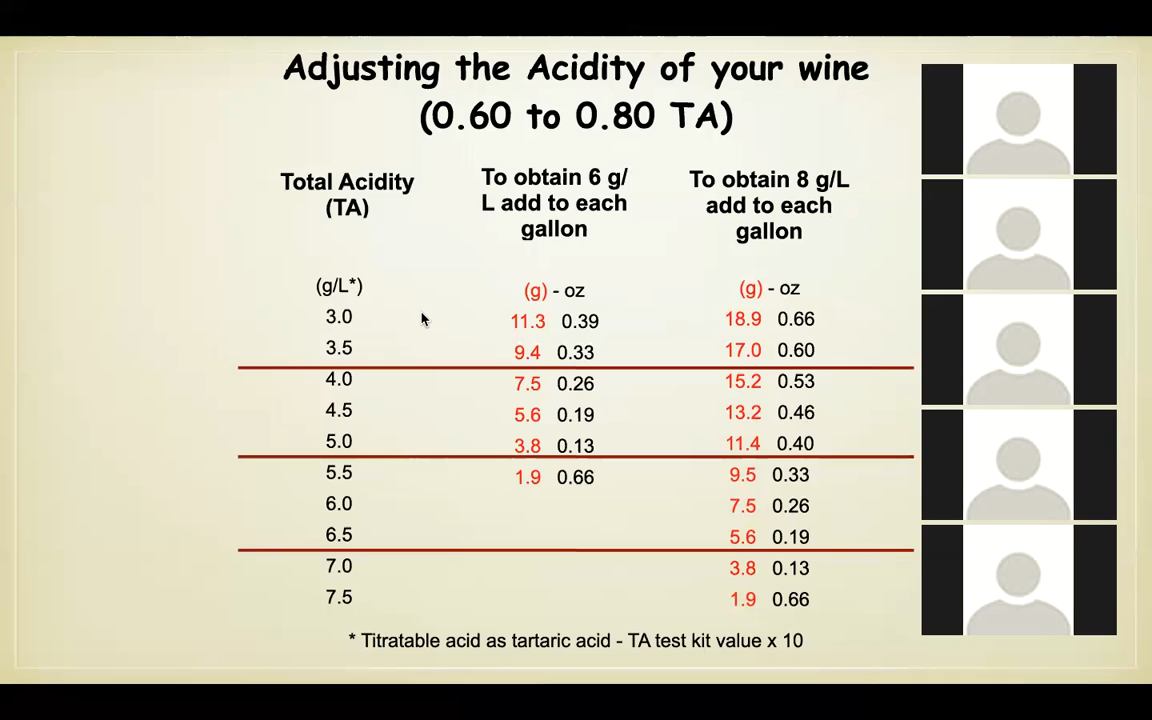 Adjusting the Acidity of your wine
(0.60 to 0.80 TA)
Total Acidity
(TA)
To obtain 6 g/
L add to each
gallon
To obtain 8 g/L
add to each
gallon
(g/L*) (g) - oz (g) - oz
3.0 11.3 0.39 18.9 0.66
3.5 9.4 0.33 17.0 0.60
4.0 7.5 0.26 15.2 0.53
4.5 5.6 0.19 13.2 0.46
5.0 3.8 0.13 11.4 0.40
5.5 1.9 0.66 9.5 0.33
6.0 7.5 0.26
6.5 5.6 0.19
7.0 3.8 0.13
7.5 1.9 0.66
* Titratable acid as tartaric acid - TA test kit value x 10